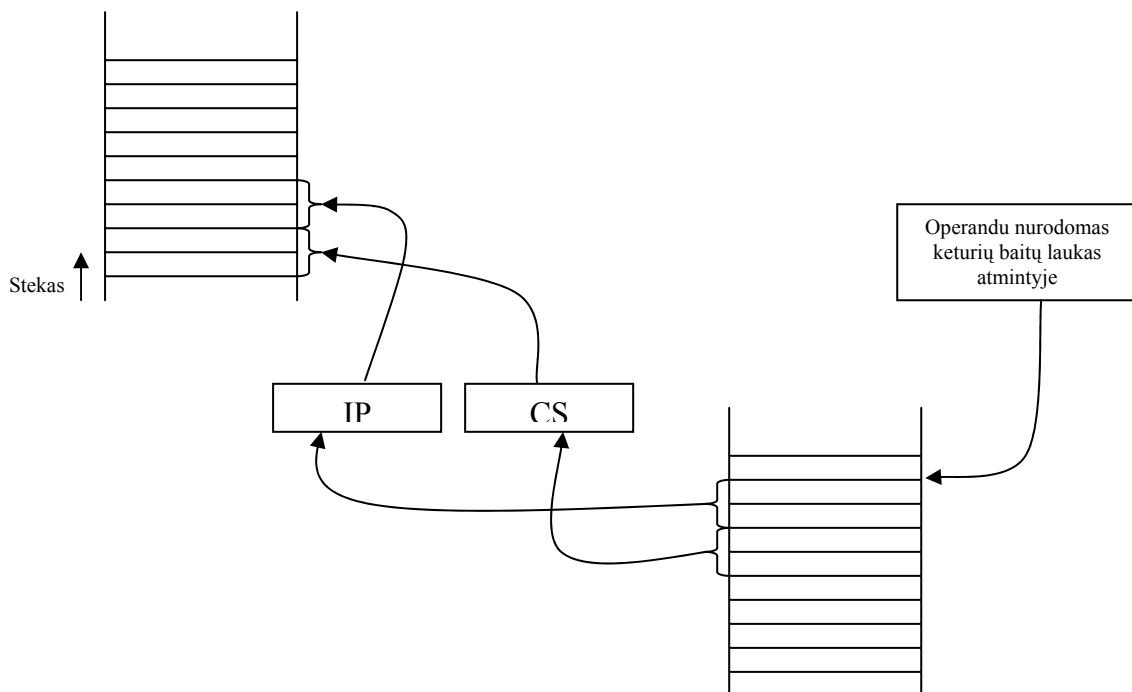 Stekas
Operandu nurodomas
keturių baitų laukas
atmintyje
IP
CS